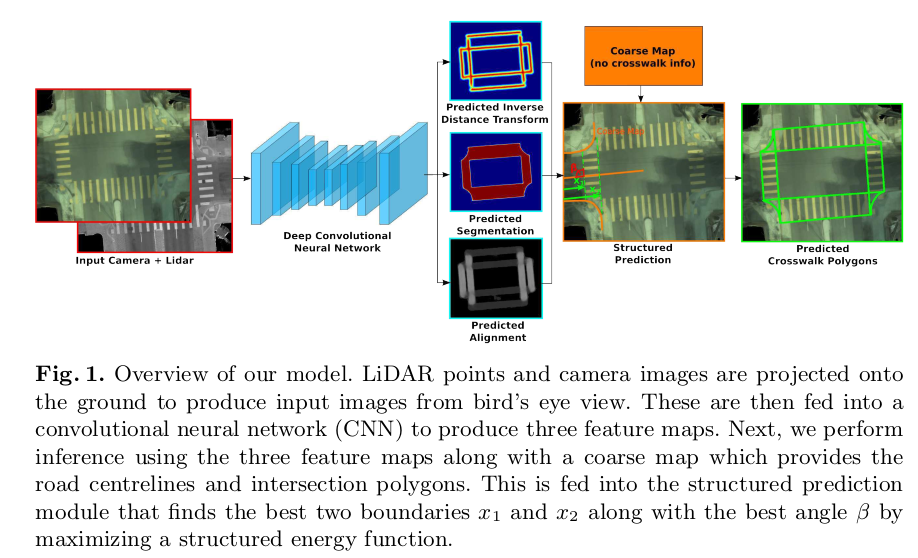 Coarse Map
(no crosswalk info)
Predicted Inverse
Distance Transform
Deep Convolutional
Neural Network
Predicted
Segmentation
Input Camera + Lidar
Structured
Prediction
Predicted
Crosswalk Polygons
Predicted
Alignment
Fig. 1. Overview of our model. LiDAR points and camera images are projected onto
the ground to produce input images from bird's eye view. These are then fed into a
convolutional neural network (CNN) to produce three feature maps. Next, we perform
inference using the three feature maps along with a coarse map which provides the
road centrelines and intersection polygons. This is fed into the structured prediction
module that finds the best two boundaries x₁ and x₂ along with the best angle β by
maximizing a structured energy function.